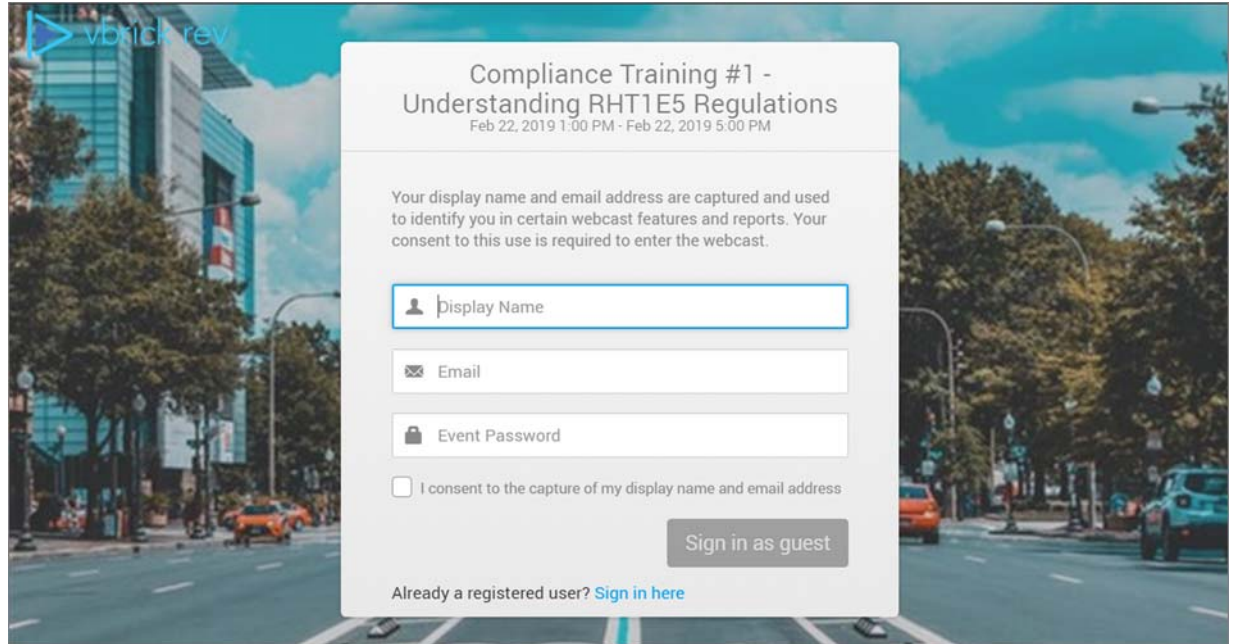 vbrick rev
Compliance Training #1 -
Understanding RHT1E5 Regulations
Feb 22, 2019 1:00 PM - Feb 22, 2019 5:00 PM
Your display name and email address are captured and used
to identify you in certain webcast features and reports. Your
consent to this use is required to enter the webcast.
Display Name
Email
Event Password
I consent to the capture of my display name and email address
Sign in as guest
Already a registered user? Sign in here